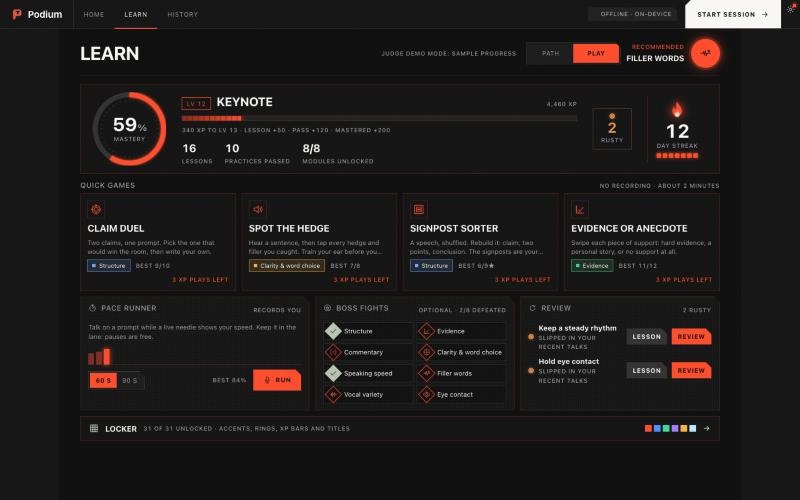 Podium
HOME
LEARN
HISTORY
OFFLINE · ON-DEVICE
START SESSION →
LEARN
JUDGE DEMO MODE: SAMPLE PROGRESS
PATH
PLAY
RECOMMENDED
FILLER WORDS
59%
MASTERY
LV 12
KEYNOTE
4,460 XP
340 XP TO LV 13 · LESSON +50 · PASS +120 · MASTERED +200
16
LESSONS
10
PRACTICES PASSED
8/8
MODULES UNLOCKED
2
RUSTY
12
DAY STREAK
QUICK GAMES
NO RECORDING · ABOUT 2 MINUTES
CLAIM DUEL
Two claims, one prompt. Pick the one that
would win the room, then write your own.
Structure
BEST 9/10
3 XP PLAYS LEFT
SPOT THE HEDGE
Hear a sentence, then tap every hedge and
filler you caught. Train your ear before you...
Clarity & word choice
BEST 7/8
3 XP PLAYS LEFT
SIGNPOST SORTER
A speech, shuffled. Rebuild it: claim, two
points, conclusion. The signposts are your...
Structure
BEST 6/9★
3 XP PLAYS LEFT
EVIDENCE OR ANECDOTE
Swipe each piece of support: hard evidence, a
personal story, or no support at all.
Evidence
BEST 11/12
3 XP PLAYS LEFT
PACE RUNNER
RECORDS YOU
Talk on a prompt while a live needle shows your speed. Keep it in the
lane: pauses are free.
60 S
90 S
BEST 84%
RUN
BOSS FIGHTS
OPTIONAL · 2/8 DEFEATED
Structure
Evidence
Commentary
Clarity & word choice
Speaking speed
Filler words
Vocal variety
Eye contact
REVIEW
2 RUSTY
Keep a steady rhythm
SLIPPED IN YOUR
RECENT TALKS
LESSON
REVIEW
Hold eye contact
SLIPPED IN YOUR
RECENT TALKS
LESSON
REVIEW
LOCKER
31 OF 31 UNLOCKED · ACCENTS, RINGS, XP BARS AND TITLES
→